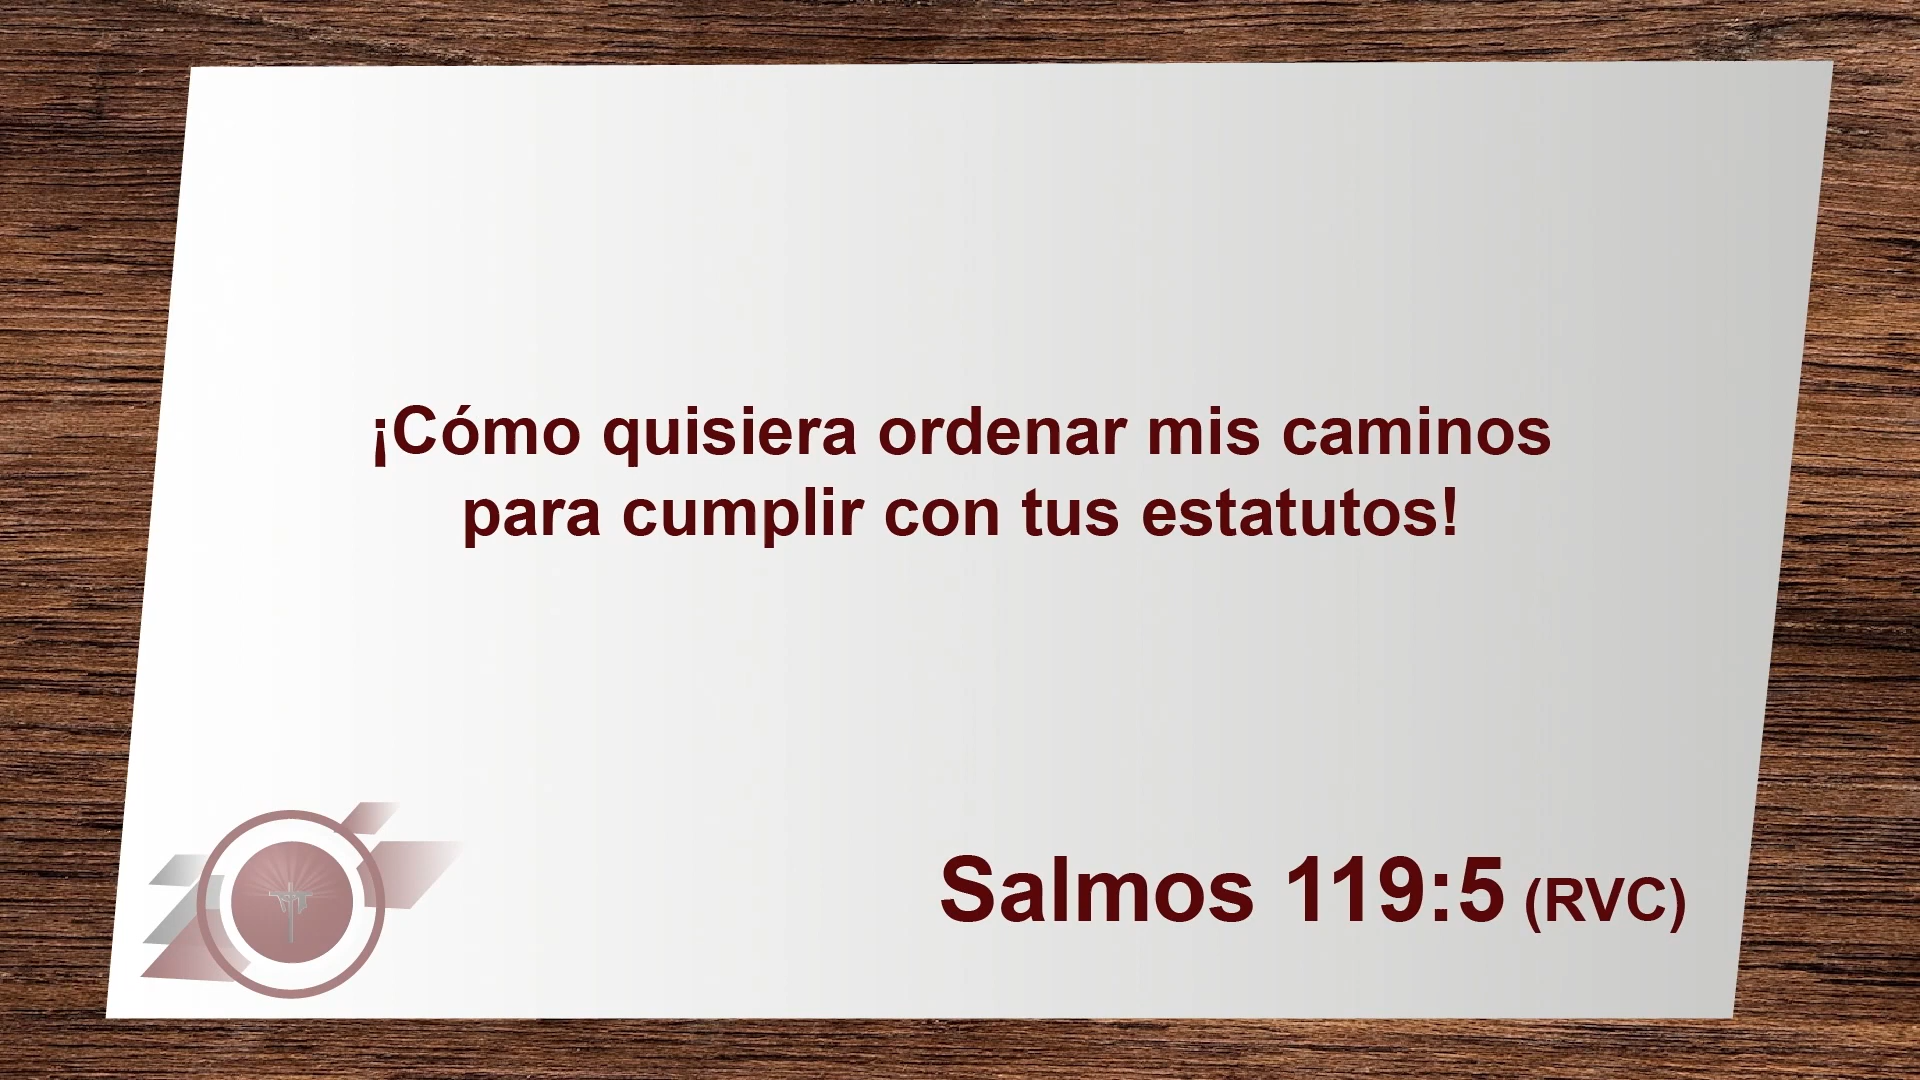 ¡Cómo quisiera ordenar mis caminos
para cumplir con tus estatutos!
Salmos 119:5 (RVC)